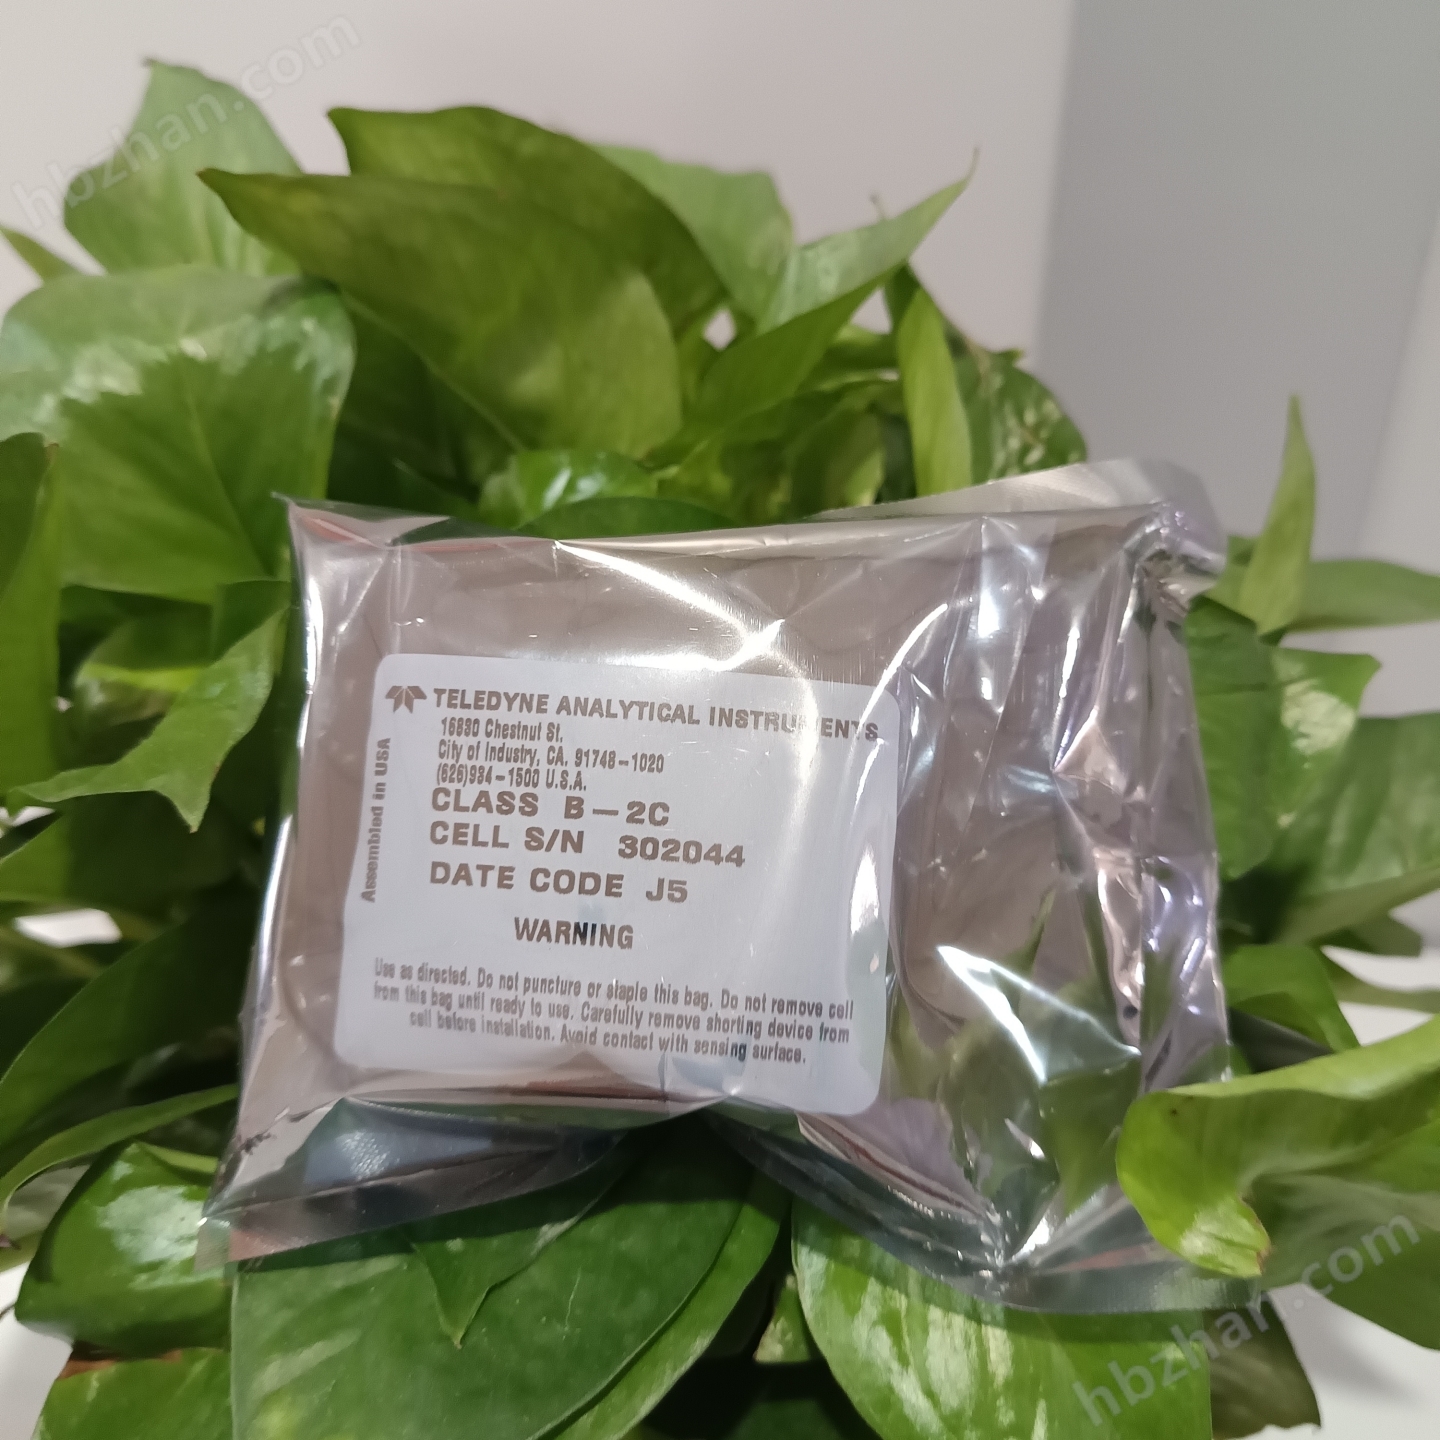 hbzhan.com
TELEDYNE ANALYTICAL INSTRUMENTS
16830 Chestnut St.
City of Industry, CA. 91748-1020
(626)934-1500 U.S.A.
Assembled in USA
CLASS B-2C
CELL S/N 302044
DATE CODE J5
WARNING
Use as directed. Do not puncture or staple this bag. Do not remove cell
from this bag until ready to use. Carefully remove shorting device from
cell before installation. Avoid contact with sensing surface.
hbzhan.com